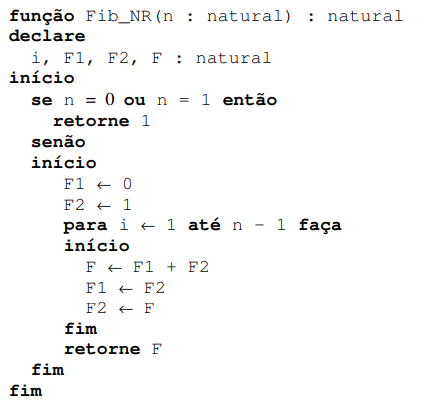 função Fib_NR(n : natural) : natural
declare
i, F1, F2, F : natural
início
se n = 0 ou n = 1 então
retorne 1
senão
início
F1 ← 0
F2 ← 1
para i ← 1 até n - 1 faça
início
F ← F1 + F2
F1 ← F2
F2 ← F
fim
retorne F
fim
fim